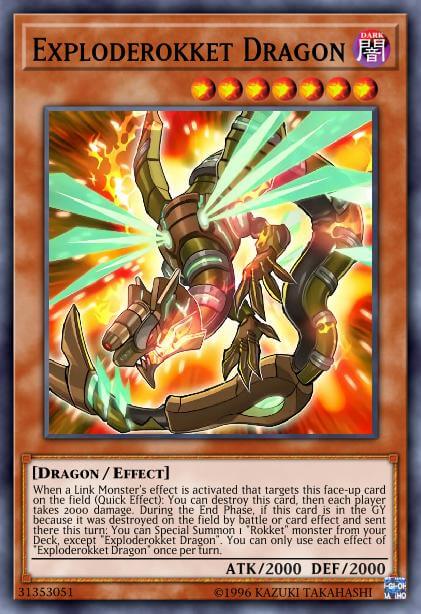 EXPLODEROKKET DRAGON
DARK
闇
[DRAGON / EFFECT]
When a Link Monster's effect is activated that targets this face-up card
on the field (Quick Effect): You can destroy this card, then each player
takes 2000 damage. During the End Phase, if this card is in the GY
because it was destroyed on the field by battle or card effect and sent
there this turn: You can Special Summon 1 "Rokket" monster from your
Deck, except "Exploderokket Dragon". You can only use each effect of
"Exploderokket Dragon" once per turn.
ATK/2000 DEF/2000
31353051
©1996 KAZUKI TAKAHASHI